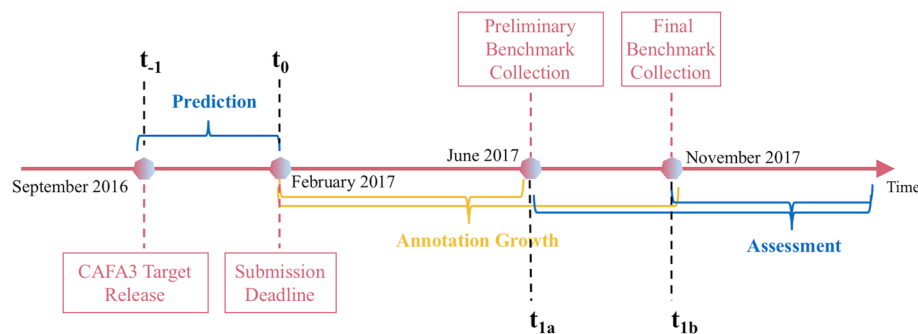 Preliminary
Benchmark
Collection
Final
Benchmark
Collection
t-1
t0
Prediction
June 2017
November 2017
September 2016
February 2017
Time
Annotation Growth
Assessment
CAFA3 Target
Release
Submission
Deadline
t1a
t1b